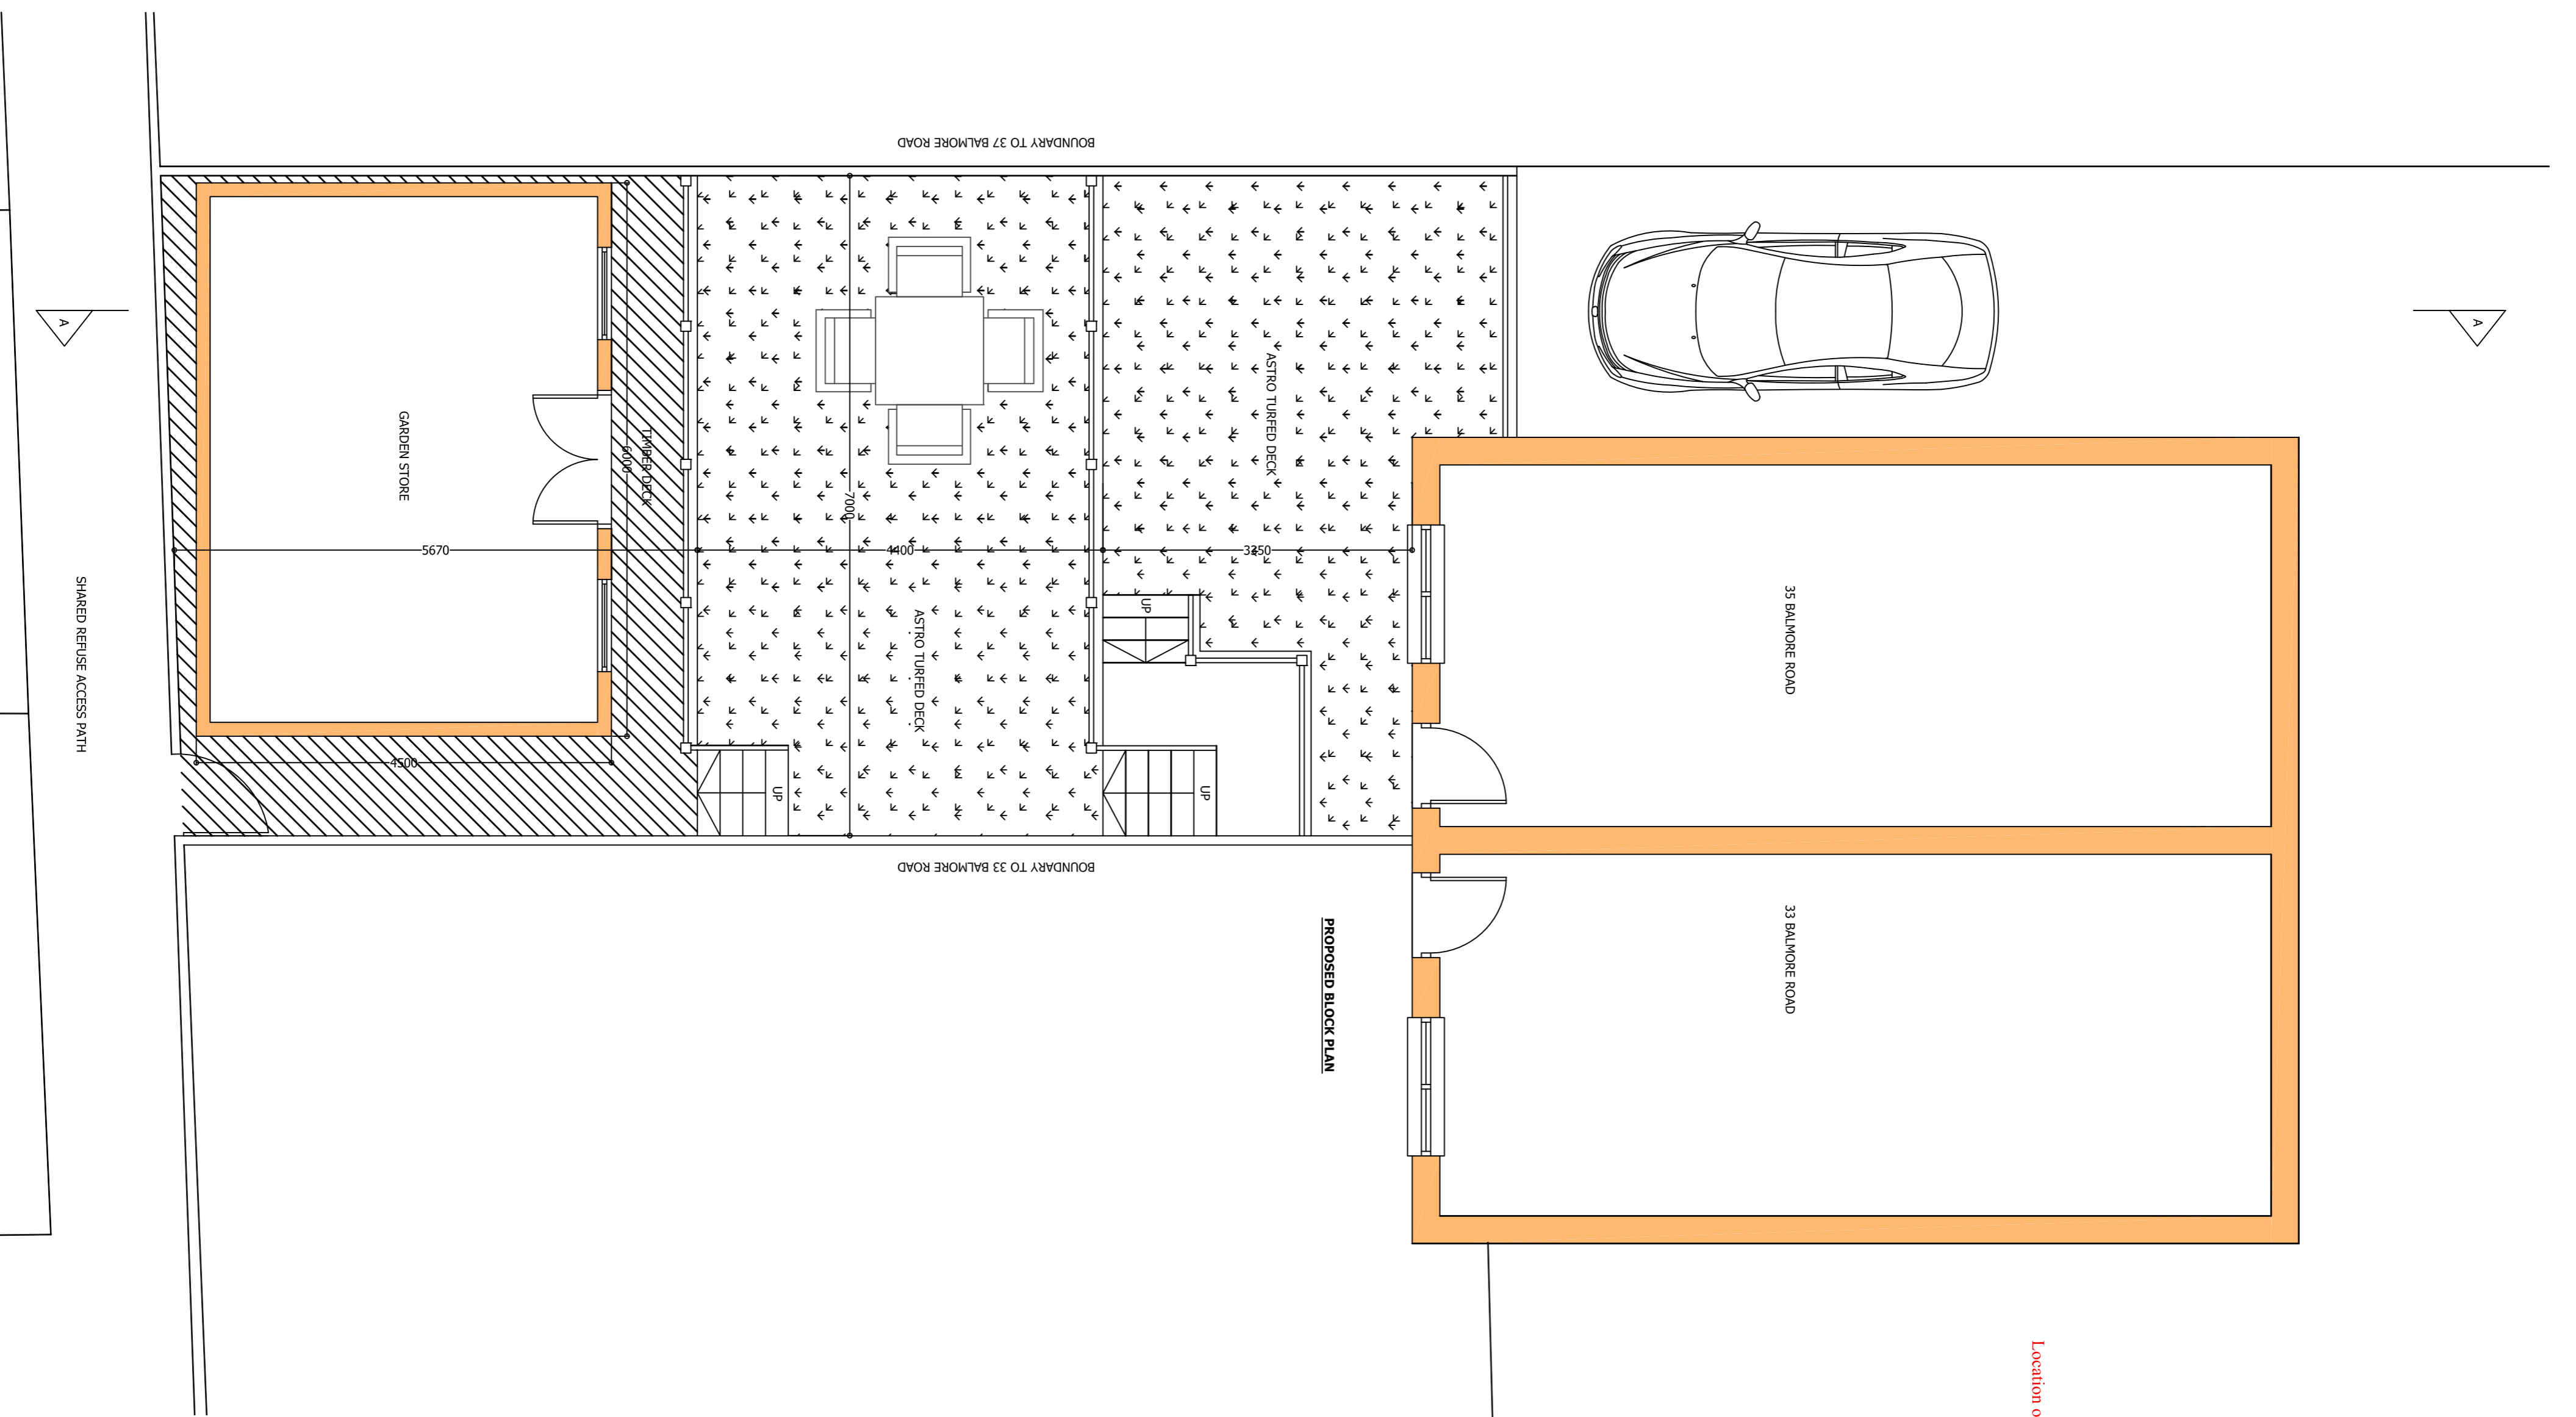 BOUNDARY TO 37 BALMORE ROAD
A
A
GARDEN STORE
TIMBER DECK
6000
7000
ASTRO TURFED DECK
5670
4400
3350
UP
SHARED REFUSE ACCESS PATH
ASTRO TURFED DECK
35 BALMORE ROAD
4500
UP
UP
BOUNDARY TO 33 BALMORE ROAD
PROPOSED BLOCK PLAN
33 BALMORE ROAD
Location o